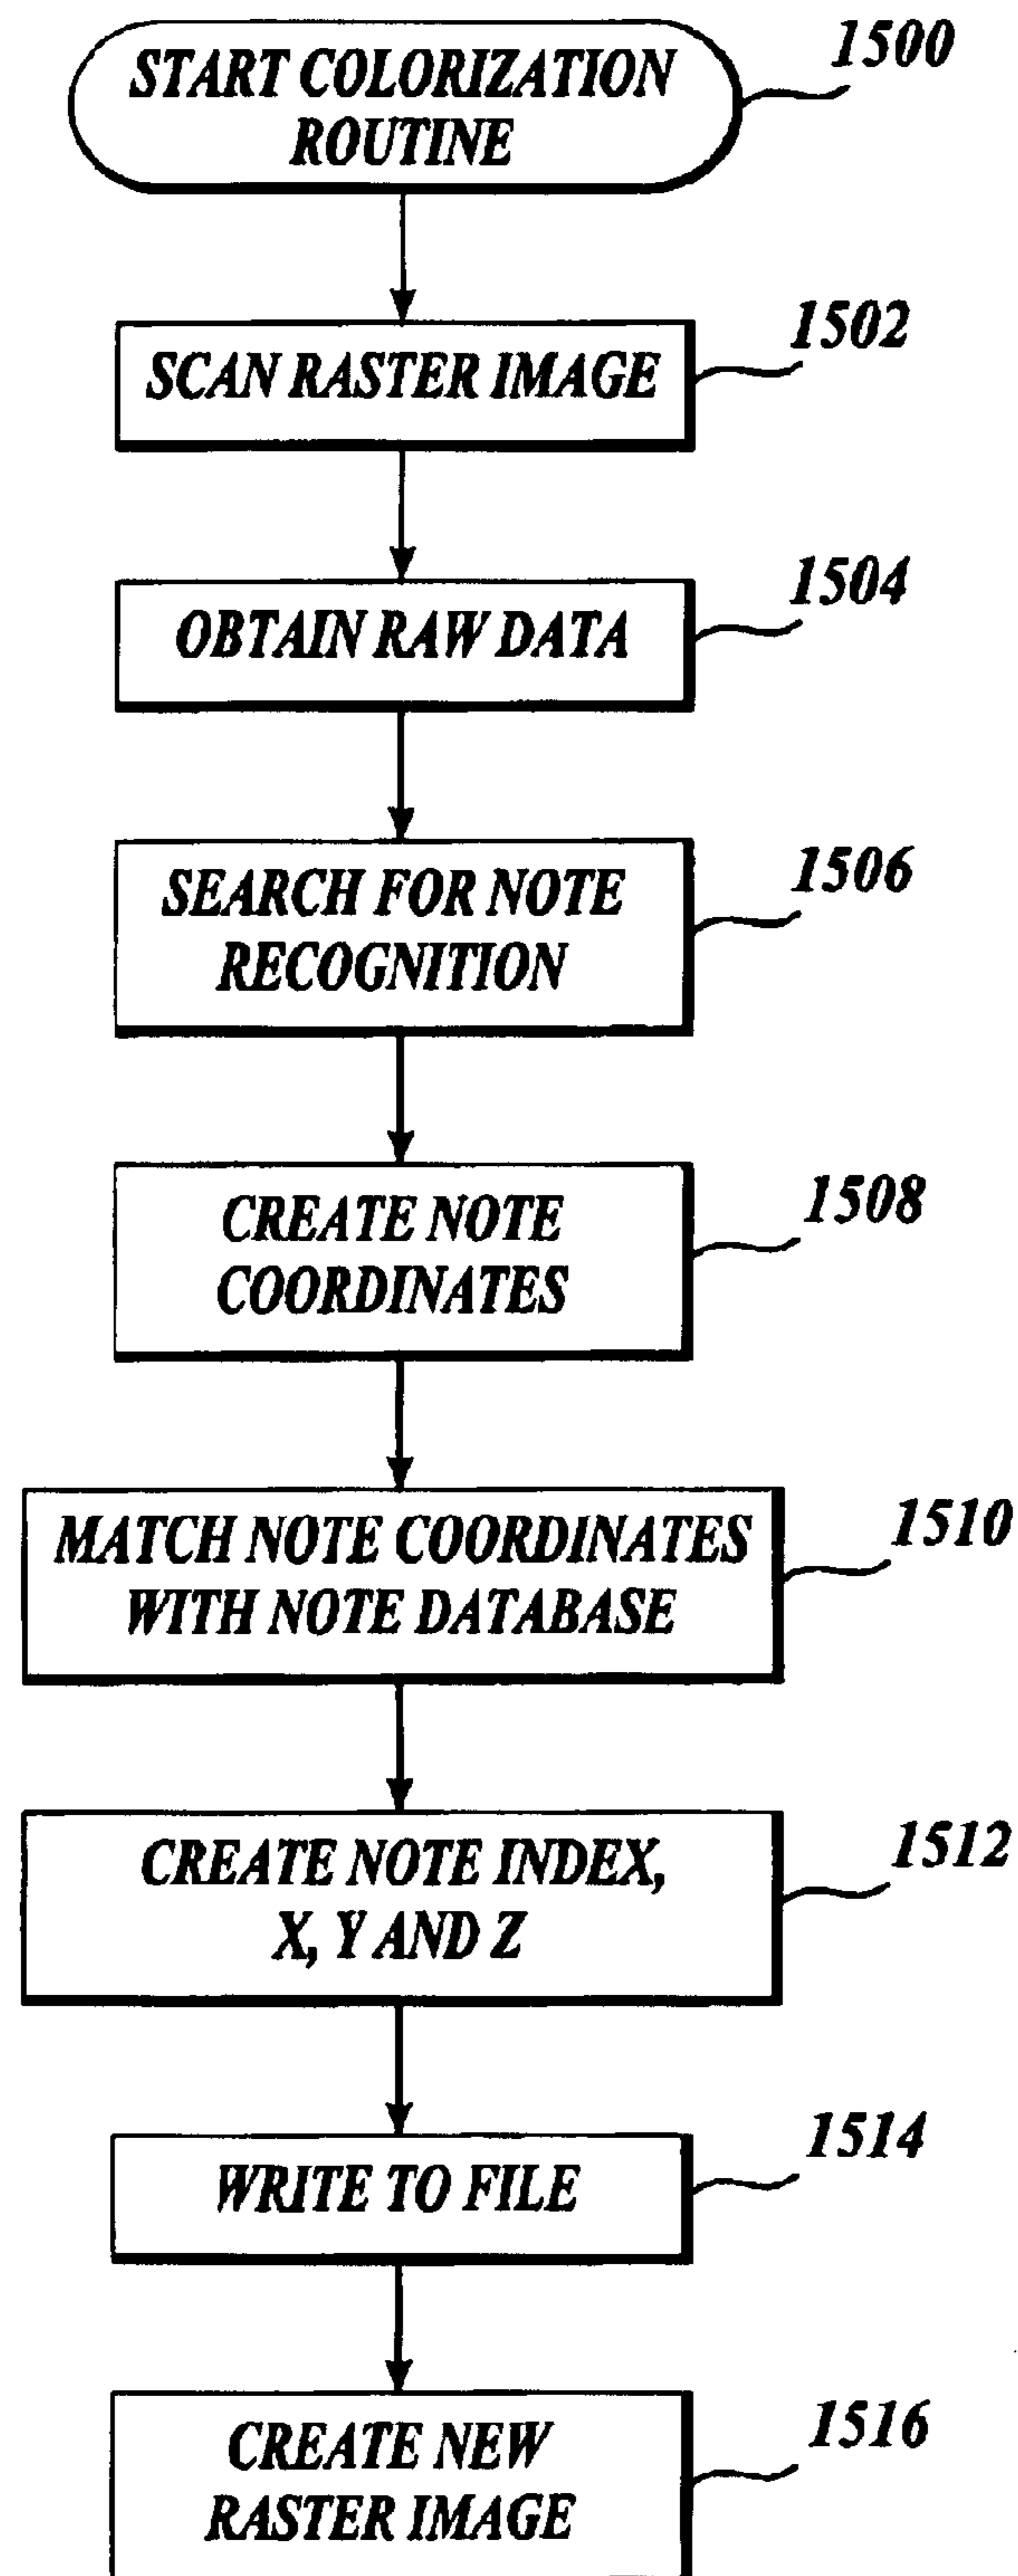 START COLORIZATION
ROUTINE
1500
SCAN RASTER IMAGE
1502
OBTAIN RAW DATA
1504
SEARCH FOR NOTE
RECOGNITION
1506
CREATE NOTE
COORDINATES
1508
MATCH NOTE COORDINATES
WITH NOTE DATABASE
1510
CREATE NOTE INDEX,
X, Y AND Z
1512
WRITE TO FILE
1514
CREATE NEW
RASTER IMAGE
1516